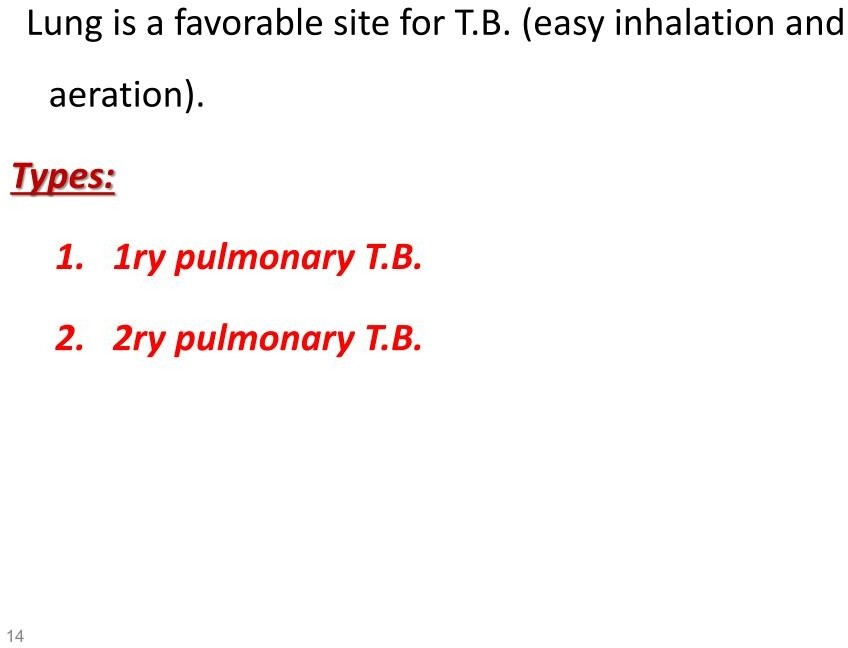 Lung is a favorable site for T.B. (easy inhalation and
aeration).
Types:
1. 1ry pulmonary T.B.
2. 2ry pulmonary T.B.
14